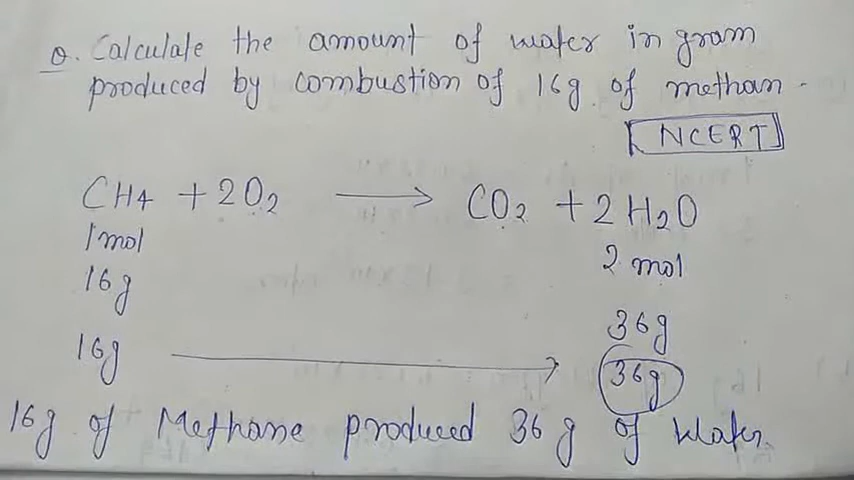 Q. Calculate the amount of water in gram
produced by combustion of 16g of methan.
[NCERT]
CH4 + 2O2 → CO2 + 2H2O
1mol 2 mol
16g
36g
16g → 36g
16g of Methane produced 36 g of Water.